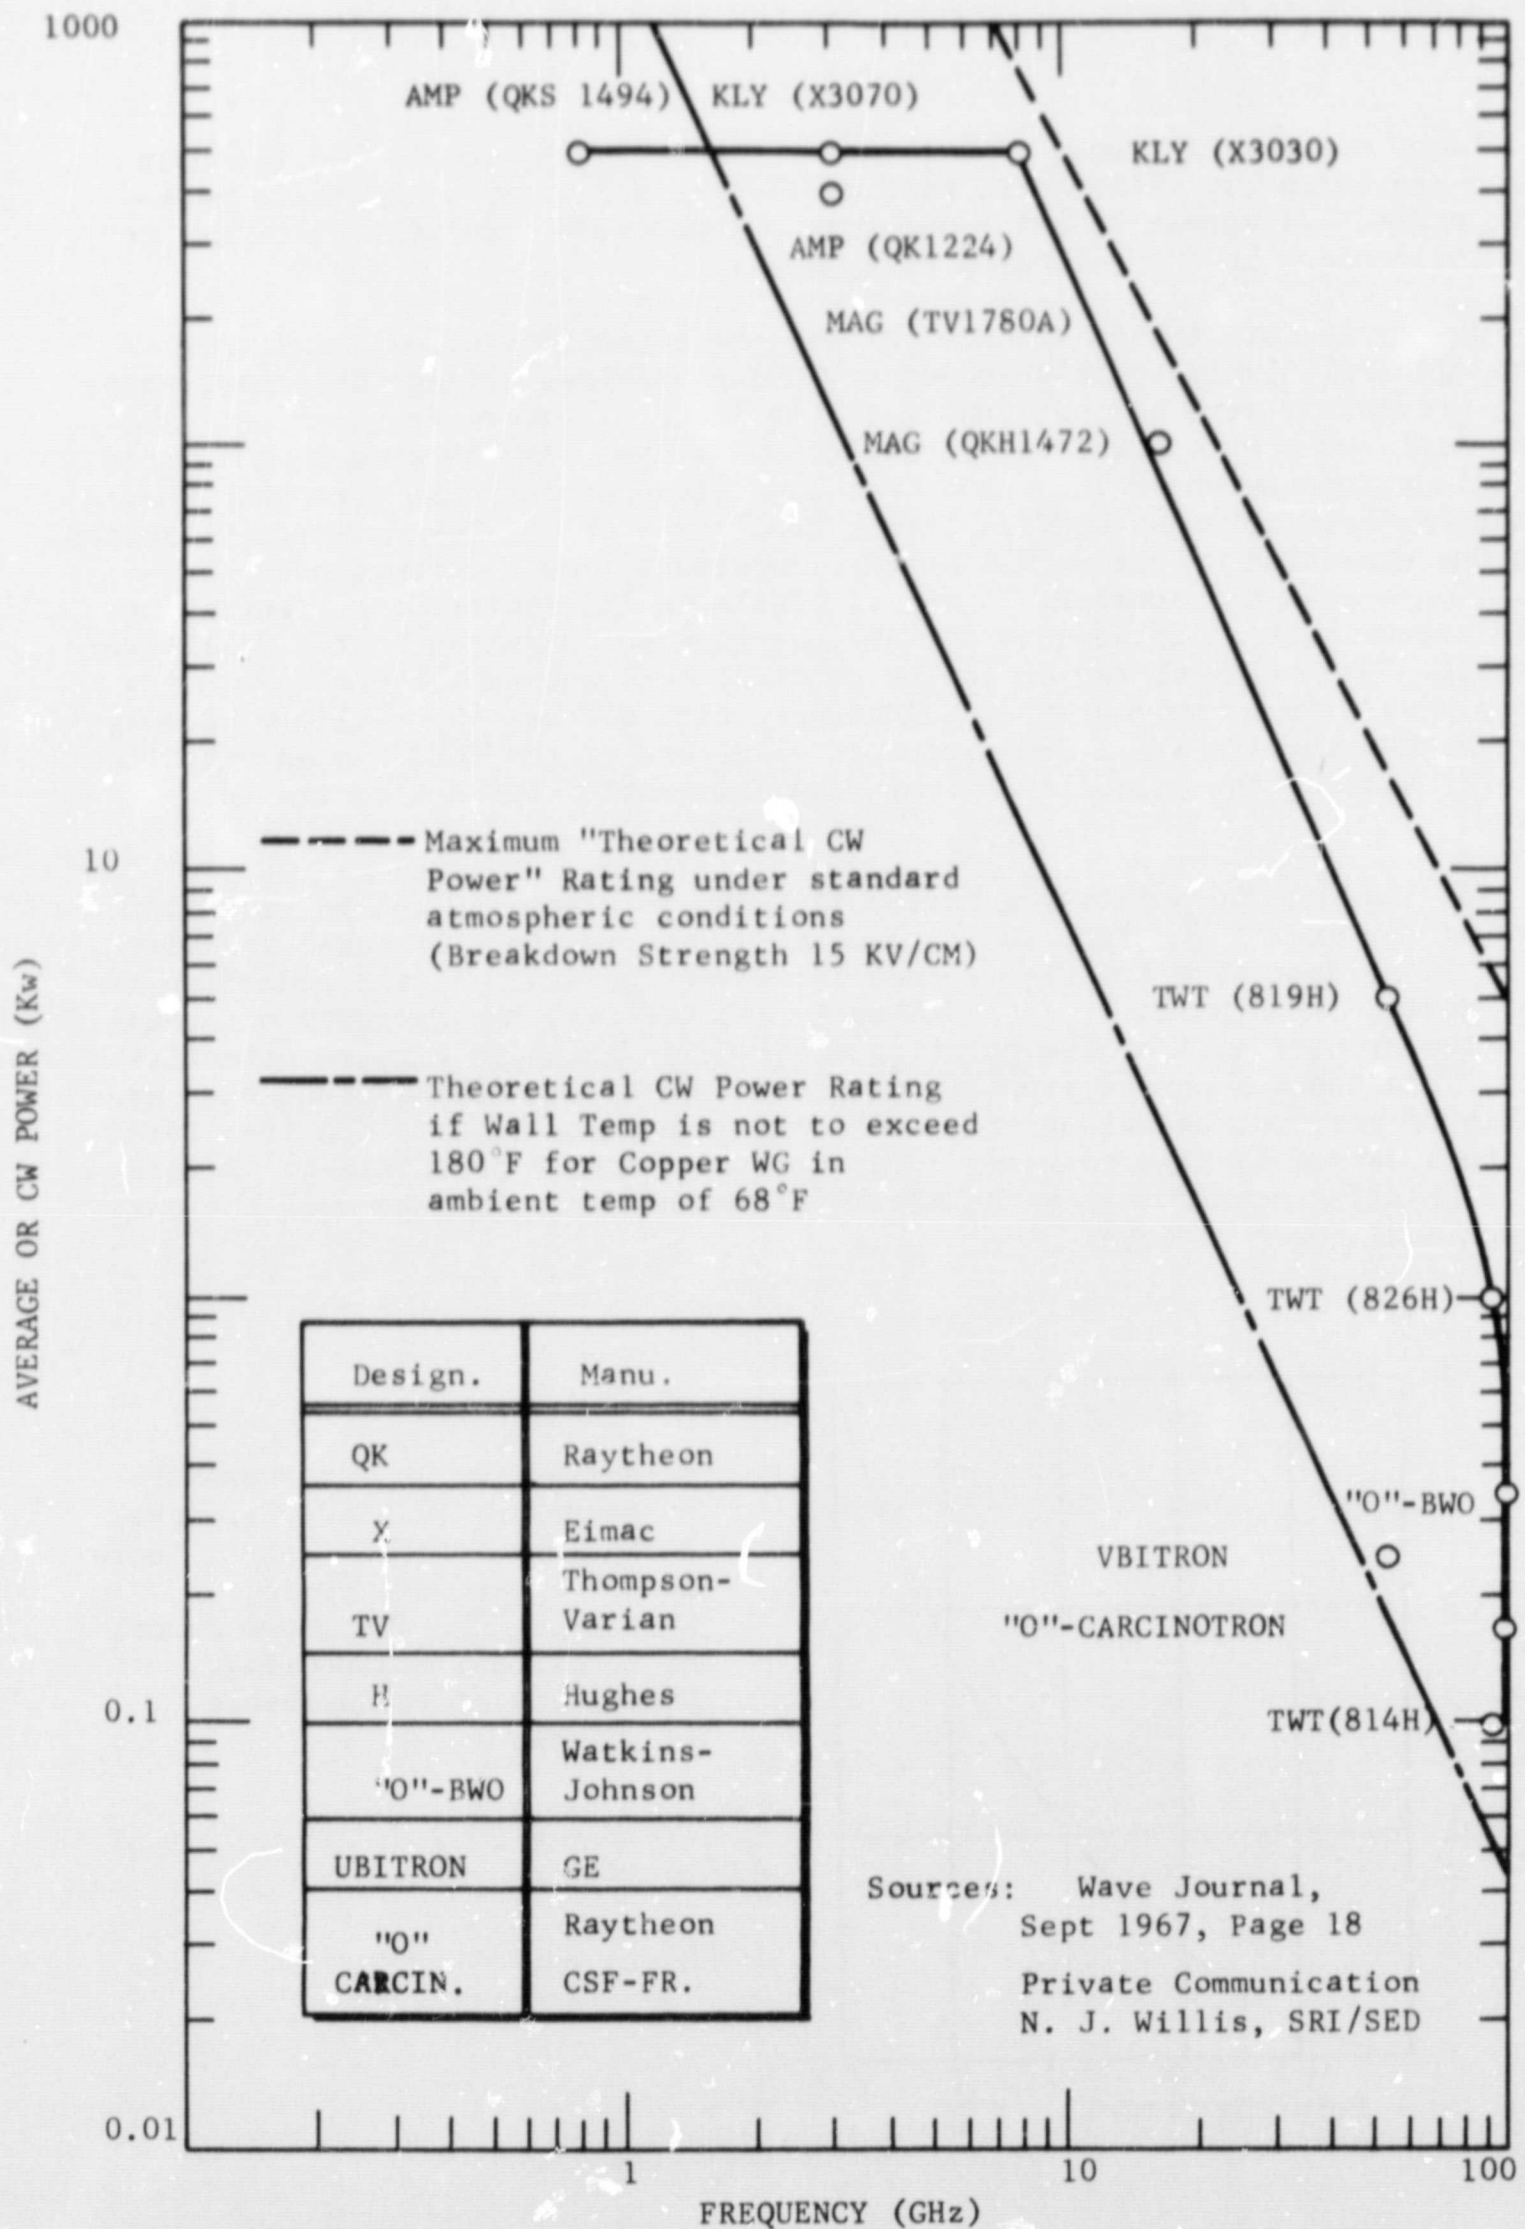 1000
AMP (QKS 1494)
KLY (X3070)
KLY (X3030)
AMP (QK1224)
MAG (TV1780A)
MAG (QKH1472)
10
Maximum "Theoretical CW
Power" Rating under standard
atmospheric conditions
(Breakdown Strength 15 KV/CM)
TWT (819H)
AVERAGE OR CW POWER (Kw)
Theoretical CW Power Rating
if Wall Temp is not to exceed
180°F for Copper WG in
ambient temp of 68°F
TWT (826H)
Design. Manu.
QK Raytheon
X Eimac
Thompson-
TV Varian
H Hughes
Watkins-
"O"-BWO Johnson
UBITRON GE
"O" Raytheon
CARCIN. CSF-FR.
"O"-BWO
VBITRON
"O"-CARCINOTRON
0.1
TWT(814H)
Sources: Wave Journal,
Sept 1967, Page 18
Private Communication
N. J. Willis, SRI/SED
0.01
1
10
100
FREQUENCY (GHz)